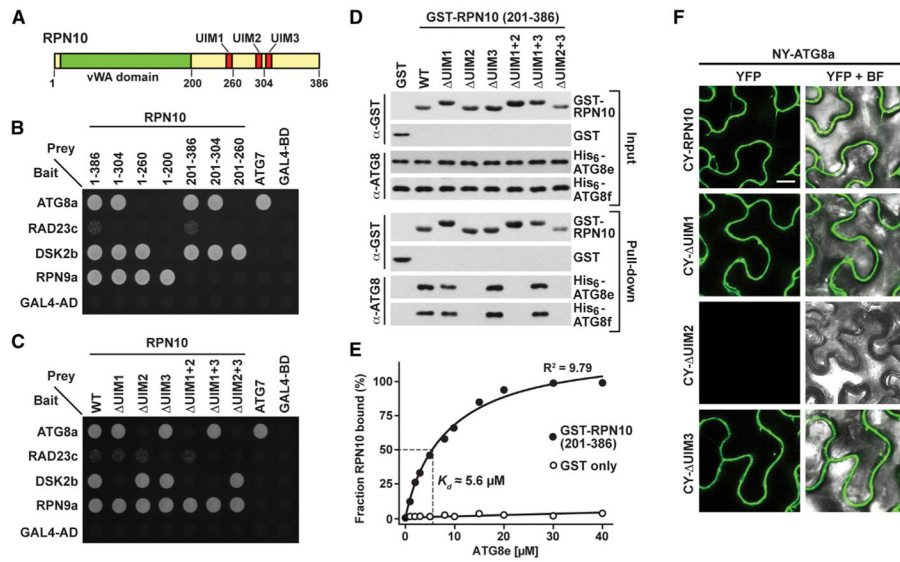 A
RPN10
UIM1 UIM2 UIM3
vWA domain
1 200 260 304 386
B
RPN10
Prey
Bait
1-386 1-304 1-260 1-200 201-386 201-304 201-260 ATG7 GAL4-BD
ATG8a
RAD23c
DSK2b
RPN9a
GAL4-AD
C
RPN10
Prey
Bait
WT ΔUIM1 ΔUIM2 ΔUIM3 ΔUIM1+2 ΔUIM1+3 ΔUIM2+3 ATG7 GAL4-BD
ATG8a
RAD23c
DSK2b
RPN9a
GAL4-AD
D
GST-RPN10 (201-386)
GST WT ΔUIM1 ΔUIM2 ΔUIM3 ΔUIM1+2 ΔUIM1+3 ΔUIM2+3
α-GST
GST-
RPN10
GST
α-ATG8
His6-
ATG8e
His6-
ATG8f
Input
α-GST
GST-
RPN10
GST
α-ATG8
His6-
ATG8e
His6-
ATG8f
Pull-down
E
R² = 9.79
Fraction RPN10 bound (%)
100
75
50
25
0
Kd ≈ 5.6 µM
GST-RPN10
(201-386)
GST only
0 10 20 30 40
ATG8e [µM]
F
NY-ATG8a
YFP YFP + BF
CY-RPN10
CY-ΔUIM1
CY-ΔUIM2
CY-ΔUIM3